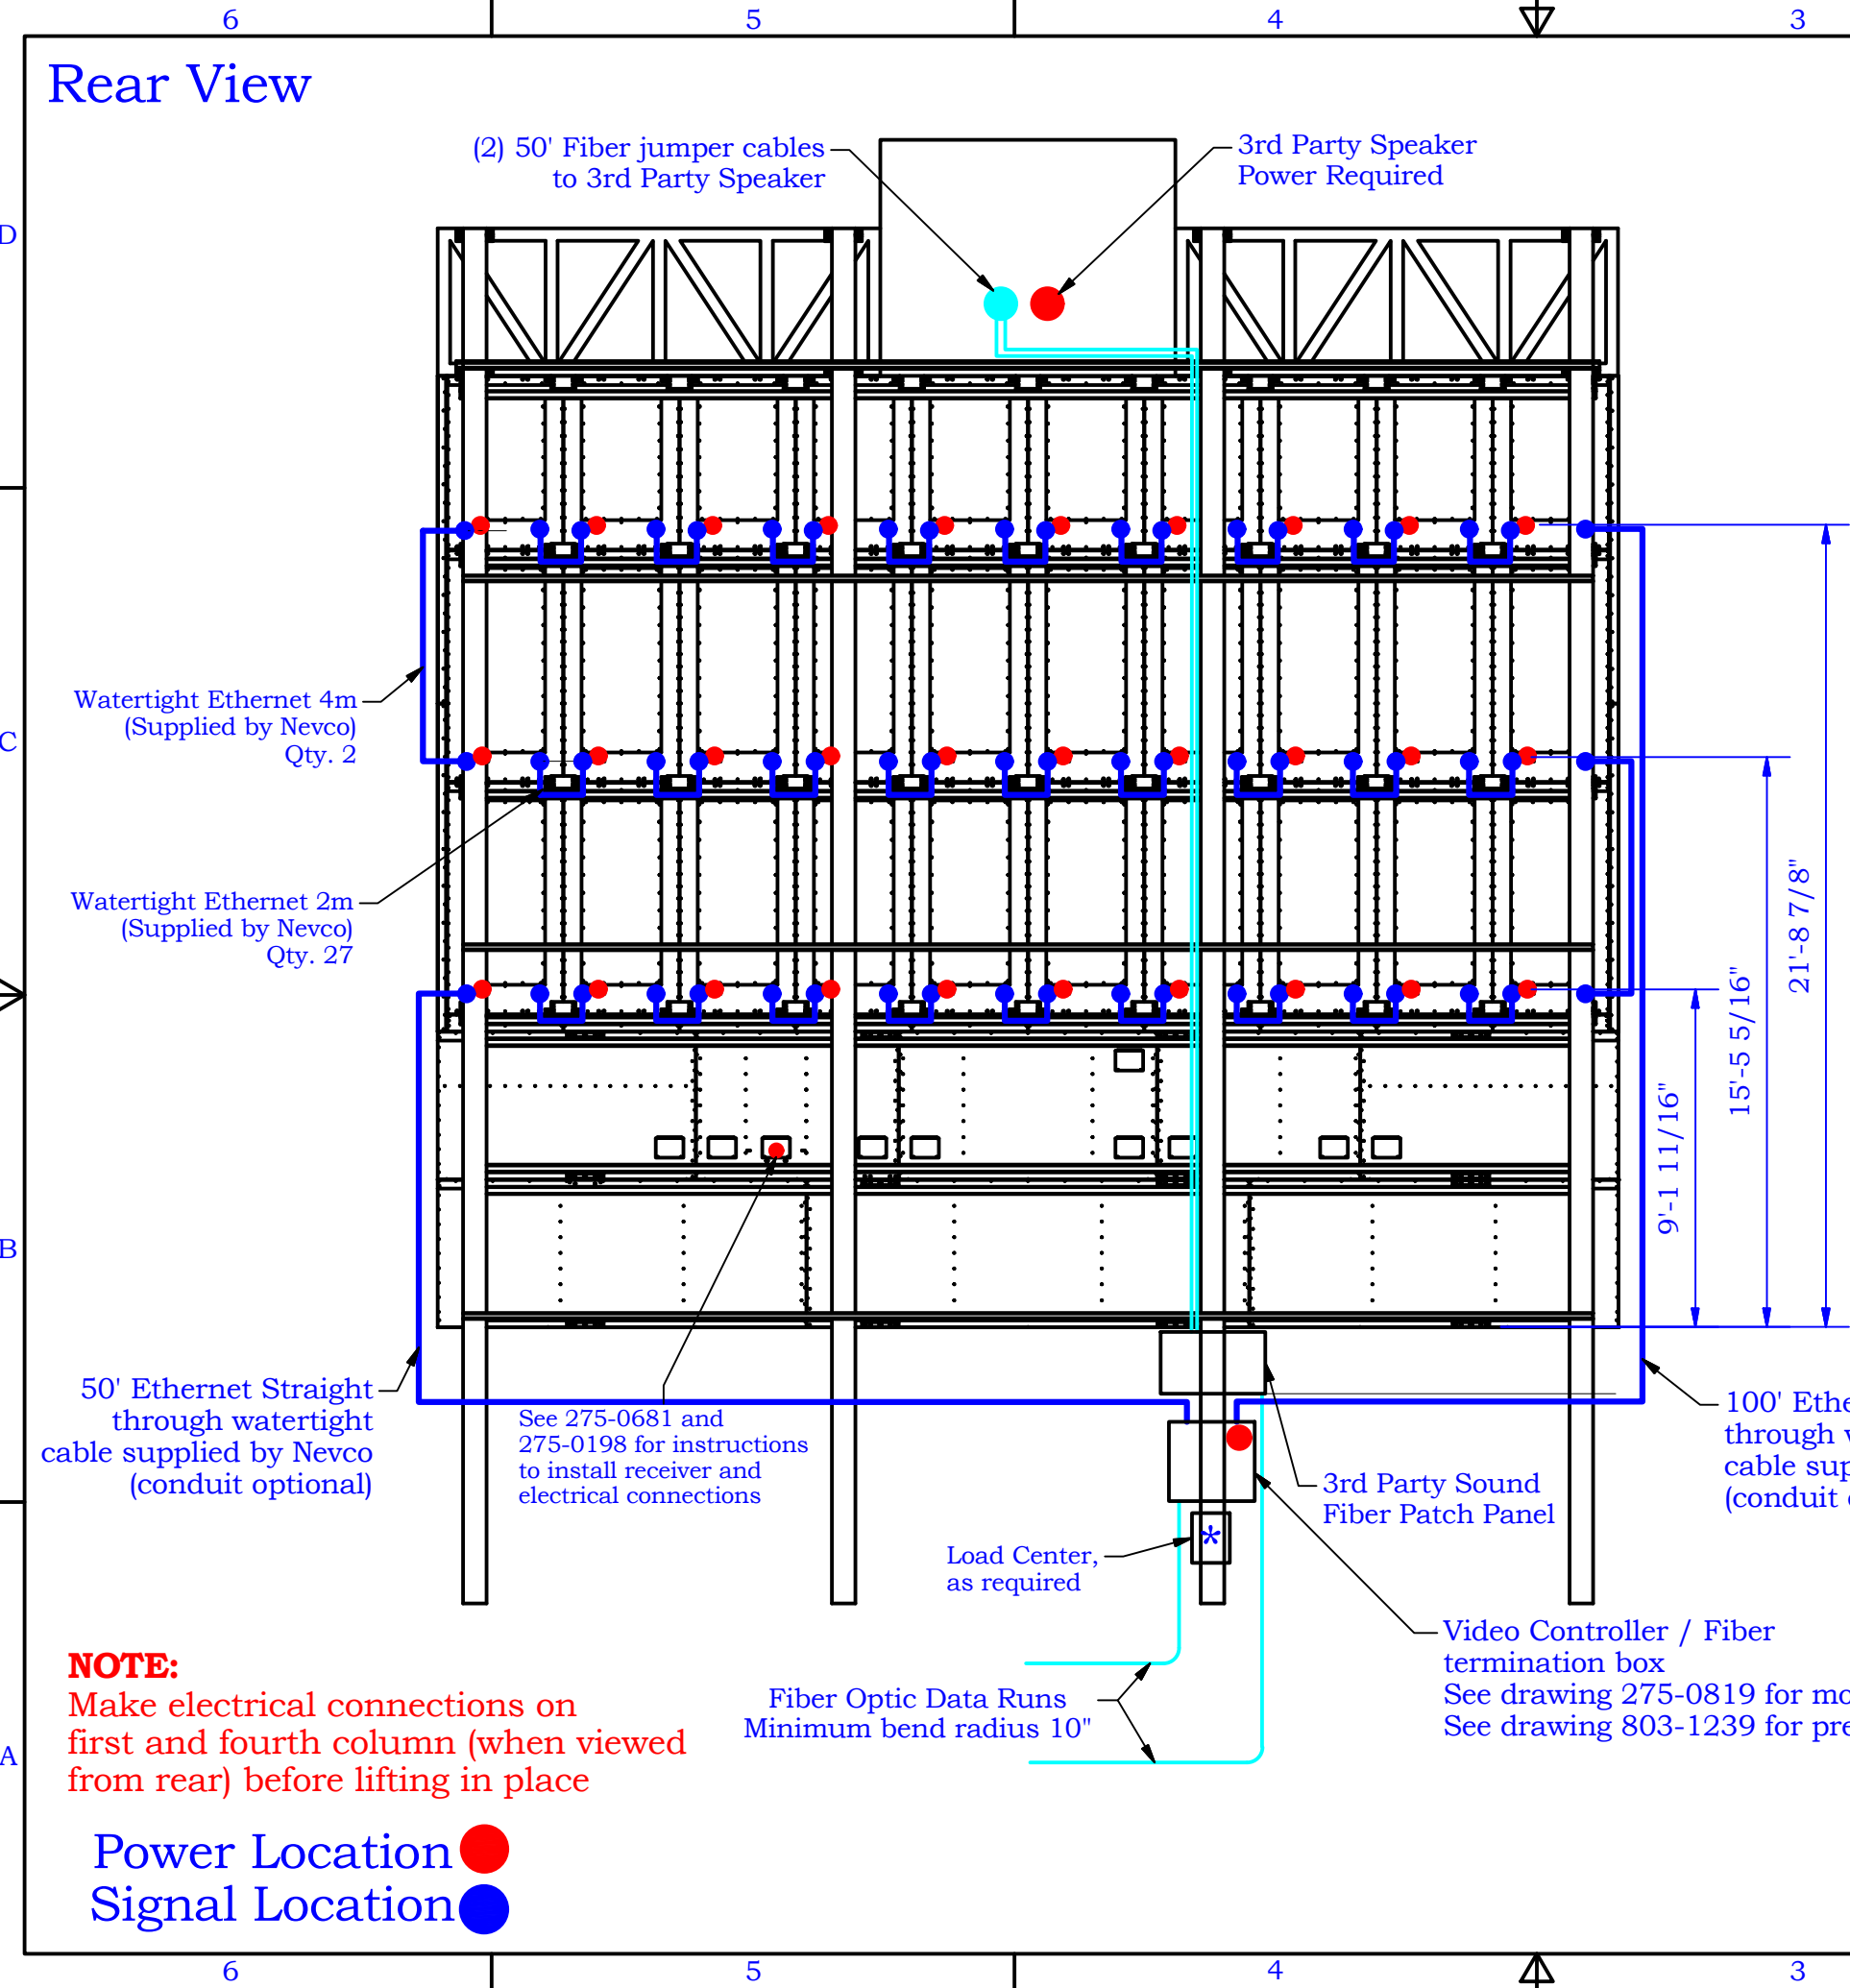 6 5 4 3
Rear View
(2) 50' Fiber jumper cables
to 3rd Party Speaker
3rd Party Speaker
Power Required
D
Watertight Ethernet 4m
(Supplied by Nevco)
Qty. 2
C
Watertight Ethernet 2m
(Supplied by Nevco)
Qty. 27
21'-8 7/8"
15'-5 5/16"
9'-1 11/16"
B
50' Ethernet Straight
through watertight
cable supplied by Nevco
(conduit optional)
See 275-0681 and
275-0198 for instructions
to install receiver and
electrical connections
100' Ethe
through
cable sup
(conduit
3rd Party Sound
Fiber Patch Panel
Load Center,
as required
*
Video Controller / Fiber
termination box
See drawing 275-0819 for mo
See drawing 803-1239 for pre
Fiber Optic Data Runs
Minimum bend radius 10"
NOTE:
Make electrical connections on
first and fourth column (when viewed
from rear) before lifting in place
A
Power Location
Signal Location
6 5 4 3